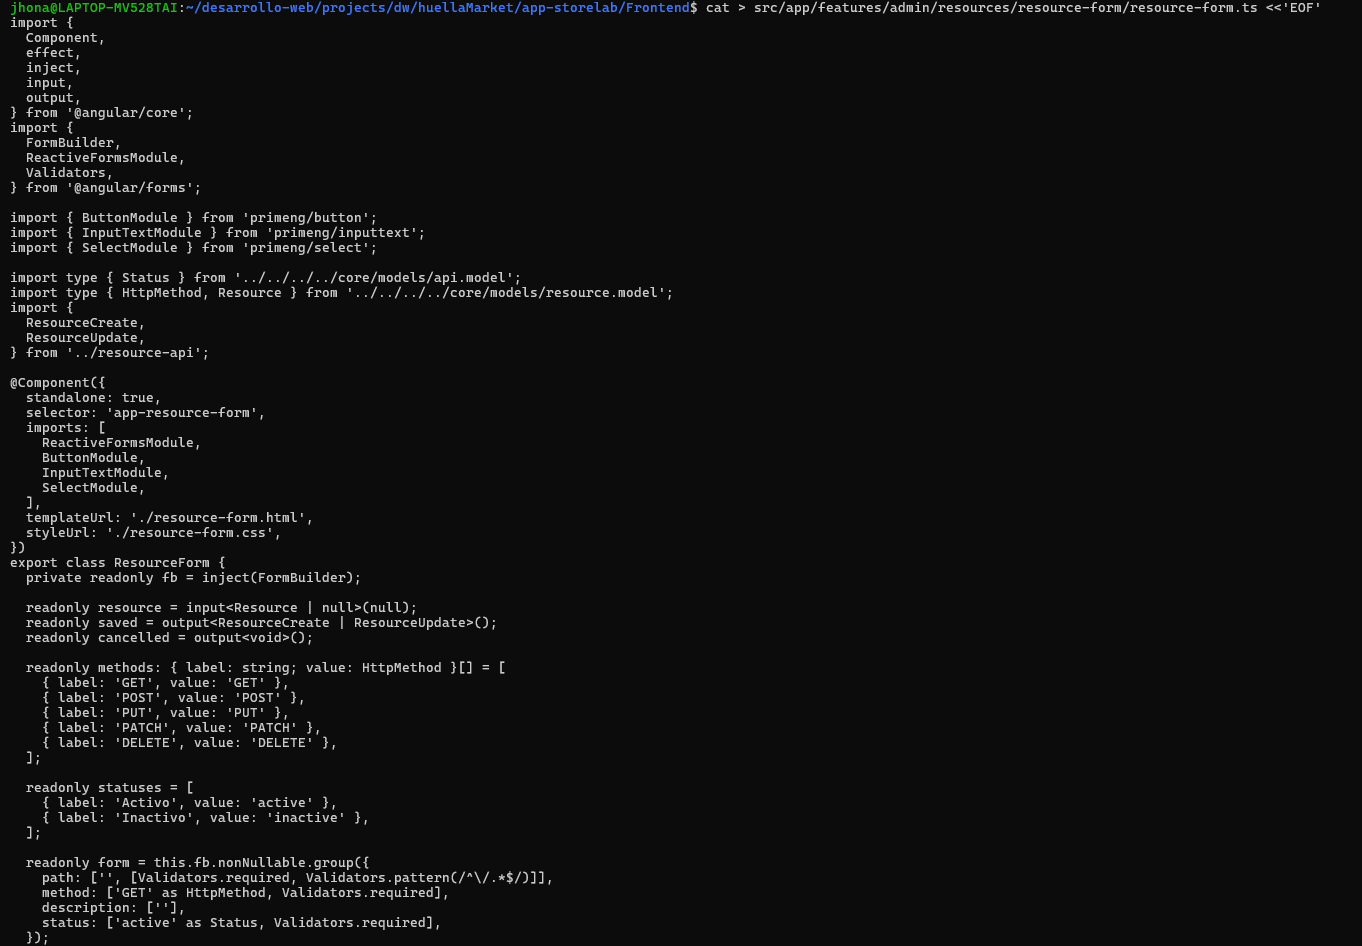 jhona@LAPTOP-MV528TAI:~/desarrollo-web/projects/dw/huellaMarket/app-storelab/Frontend$ cat > src/app/features/admin/resources/resource-form/resource-form.ts <<'EOF'
import {
  Component,
  effect,
  inject,
  input,
  output,
} from '@angular/core';
import {
  FormBuilder,
  ReactiveFormsModule,
  Validators,
} from '@angular/forms';

import { ButtonModule } from 'primeng/button';
import { InputTextModule } from 'primeng/inputtext';
import { SelectModule } from 'primeng/select';

import type { Status } from '../../../../core/models/api.model';
import type { HttpMethod, Resource } from '../../../../core/models/resource.model';
import {
  ResourceCreate,
  ResourceUpdate,
} from '../resource-api';

@Component({
  standalone: true,
  selector: 'app-resource-form',
  imports: [
    ReactiveFormsModule,
    ButtonModule,
    InputTextModule,
    SelectModule,
  ],
  templateUrl: './resource-form.html',
  styleUrl: './resource-form.css',
})
export class ResourceForm {
  private readonly fb = inject(FormBuilder);

  readonly resource = input<Resource | null>(null);
  readonly saved = output<ResourceCreate | ResourceUpdate>();
  readonly cancelled = output<void>();

  readonly methods: { label: string; value: HttpMethod }[] = [
    { label: 'GET', value: 'GET' },
    { label: 'POST', value: 'POST' },
    { label: 'PUT', value: 'PUT' },
    { label: 'PATCH', value: 'PATCH' },
    { label: 'DELETE', value: 'DELETE' },
  ];

  readonly statuses = [
    { label: 'Activo', value: 'active' },
    { label: 'Inactivo', value: 'inactive' },
  ];

  readonly form = this.fb.nonNullable.group({
    path: ['', [Validators.required, Validators.pattern(/^\/.*$/)]],
    method: ['GET' as HttpMethod, Validators.required],
    description: [''],
    status: ['active' as Status, Validators.required],
  });